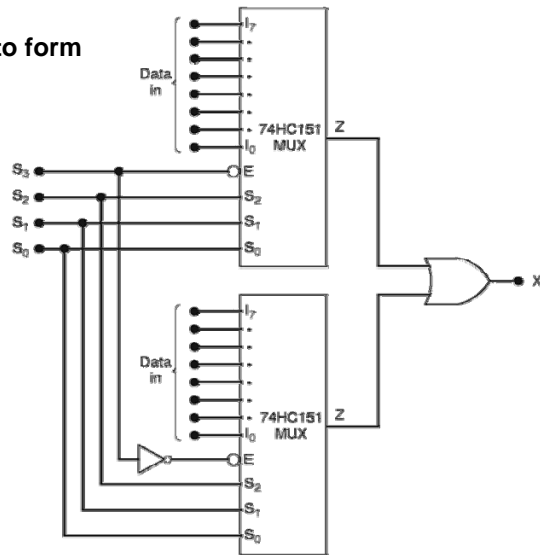 to form
I7
Data
in
74HC151
MUX
Z
I0
S3
E
S2
S2
S1
S1
S0
S0
X
I7
Data
in
74HC151
MUX
Z
I0
E
S2
S1
S0